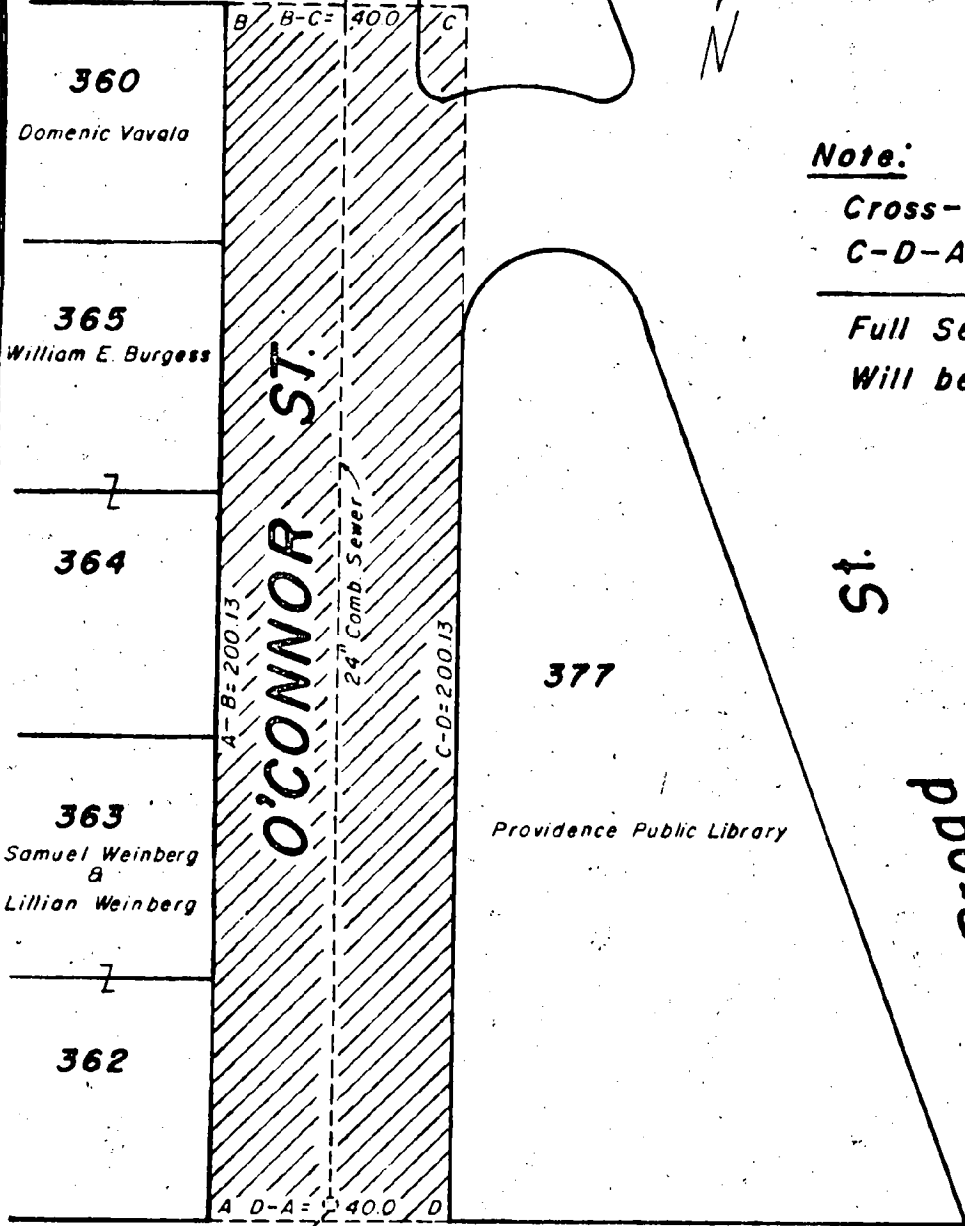 B B-C= 40.0 C
N
360
Domenic Vavala
Note:
Cross-
C-D-A
365
William E. Burgess
Full Se
Will be
O'CONNOR ST.
24" Comb. Sewer
A-B=200.13
C-D=200.13
364
St.
377
363
Samuel Weinberg
&
Lillian Weinberg
Providence Public Library
362
A D-A= 40.0 D